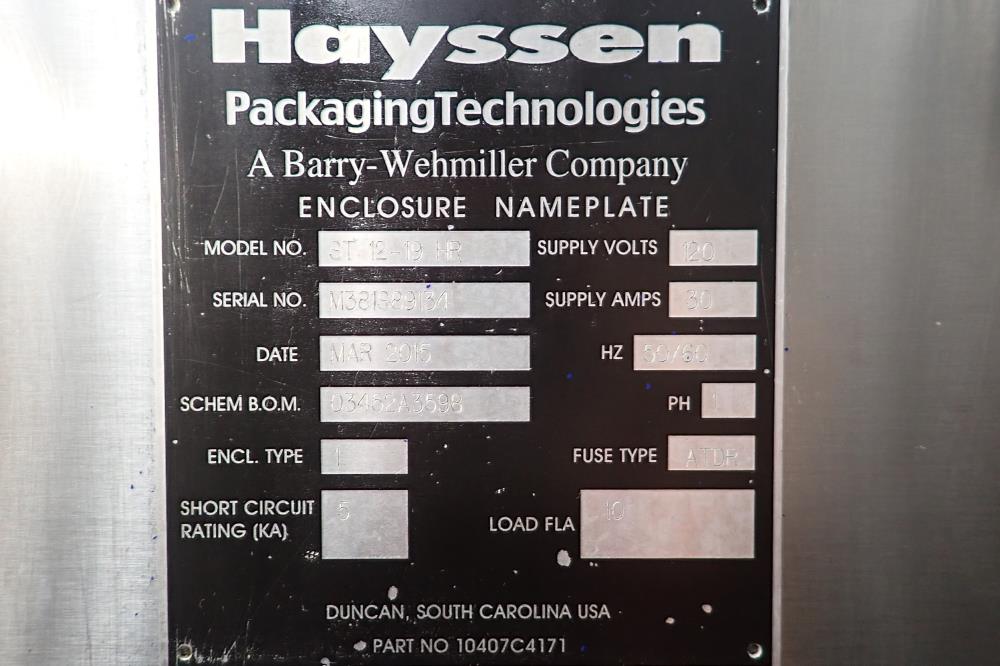 Hayssen
PackagingTechnologies
A Barry-Wehmiller Company
ENCLOSURE NAMEPLATE
MODEL NO. ST 12-19 HR SUPPLY VOLTS 120
SERIAL NO. SUPPLY AMPS 30
DATE MAR 2015 HZ 50/60
SCHEM B.O.M. 03452A3598 PH 1
ENCL. TYPE 1 FUSE TYPE ATDR
SHORT CIRCUIT RATING (KA) 5 LOAD FLA 10
DUNCAN, SOUTH CAROLINA USA
PART NO 10407C4171